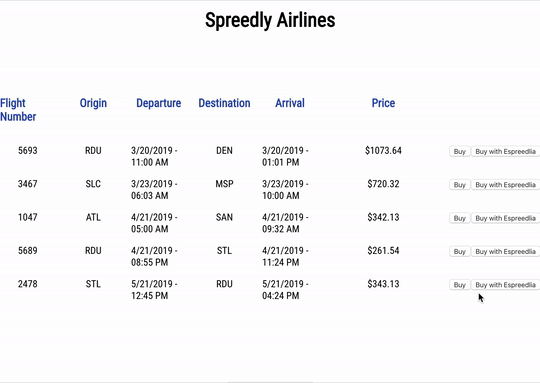 Spreedly Airlines
Flight Number Origin Departure Destination Arrival Price
5693 RDU 3/20/2019 - 11:00 AM DEN 3/20/2019 - 01:01 PM $1073.64 Buy Buy with Espreedlia
3467 SLC 3/23/2019 - 06:03 AM MSP 3/23/2019 - 10:00 AM $720.32 Buy Buy with Espreedlia
1047 ATL 4/21/2019 - 05:00 AM SAN 4/21/2019 - 09:32 AM $342.13 Buy Buy with Espreedlia
5689 RDU 4/21/2019 - 08:55 PM STL 4/21/2019 - 11:24 PM $261.54 Buy Buy with Espreedlia
2478 STL 5/21/2019 - 12:45 PM RDU 5/21/2019 - 04:24 PM $343.13 Buy Buy with Espreedlia